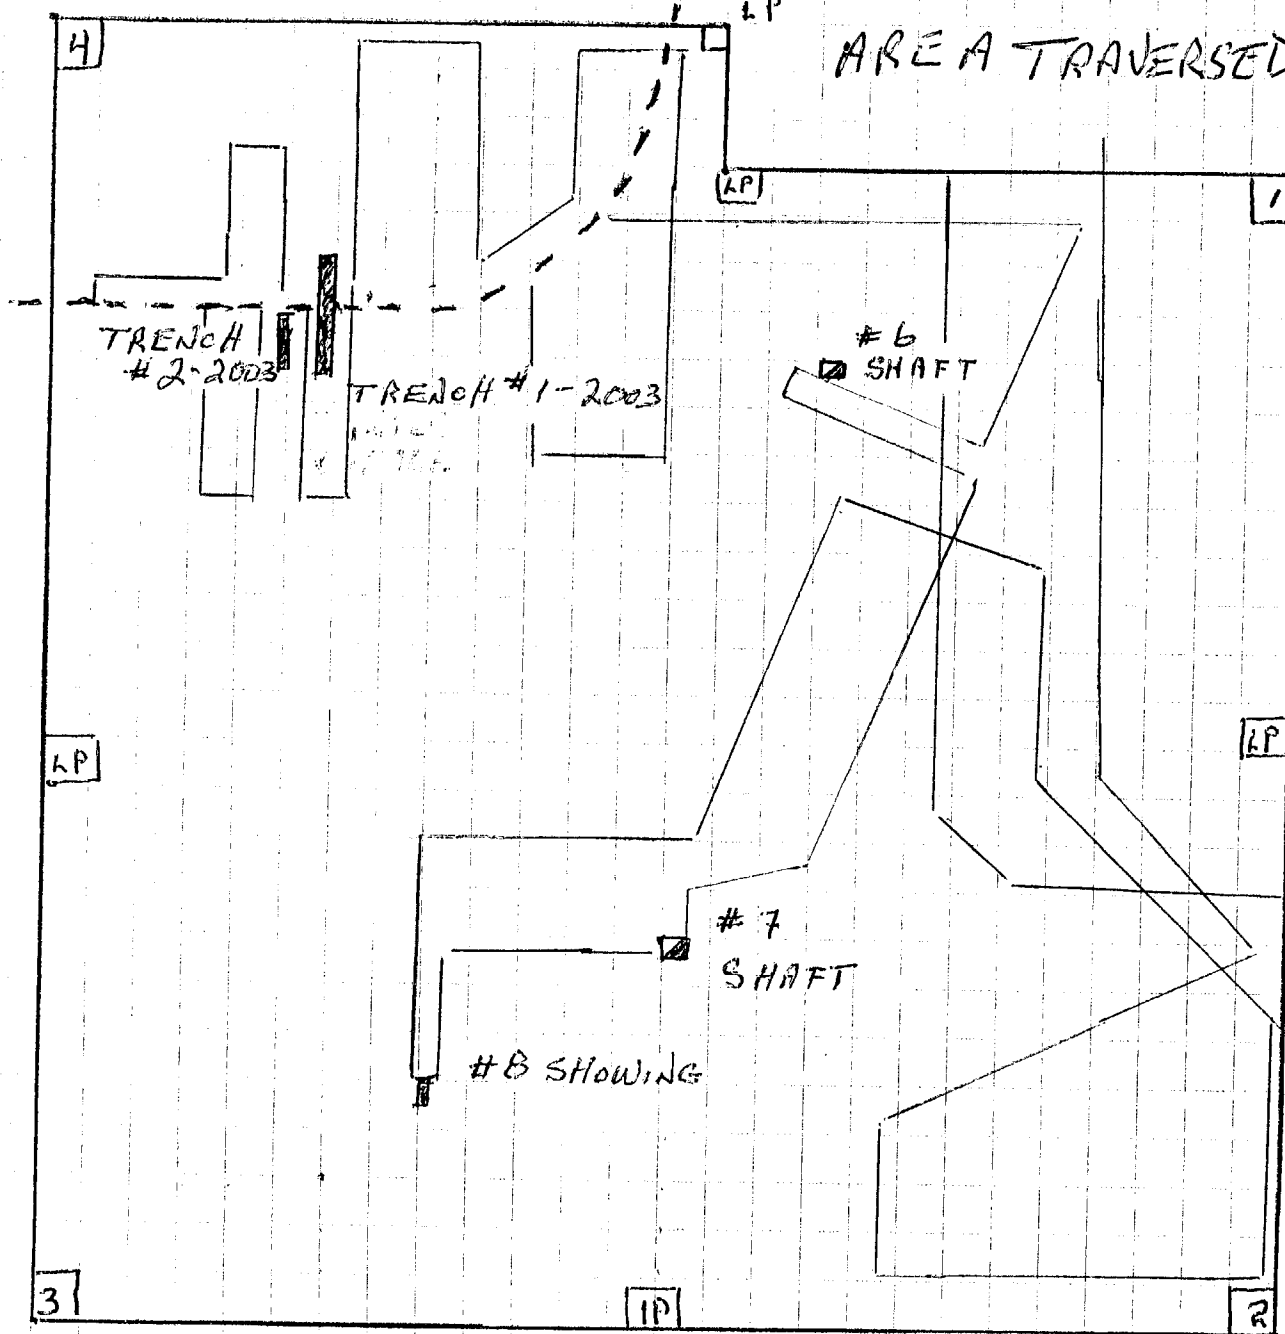 LP
4
AREA TRAVERSED
LP
1
#6
SHAFT
TRENCH
#2-2003
TRENCH #1-2003
LP
LP
#7
SHAFT
#8 SHOWING
3
1P
2